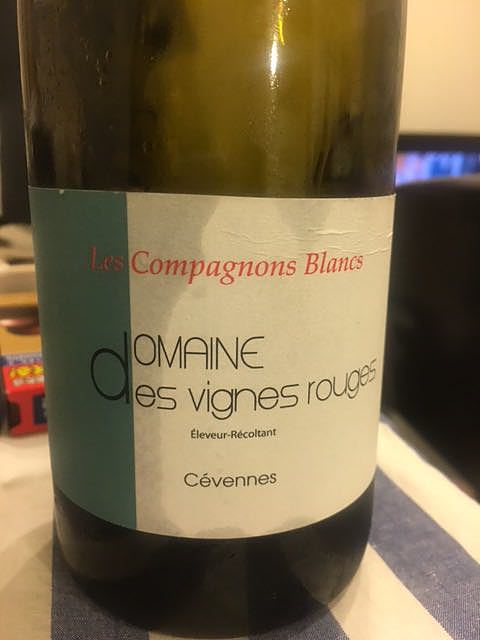 Les Compagnons Blancs
dOMAINE
des vignes rouges
Éleveur-Récoltant
Cévennes